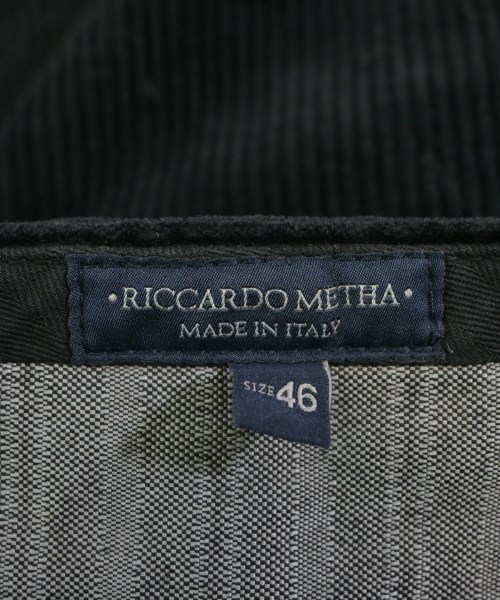 • RICCARDO METHA •
MADE IN ITALY
SIZE 46